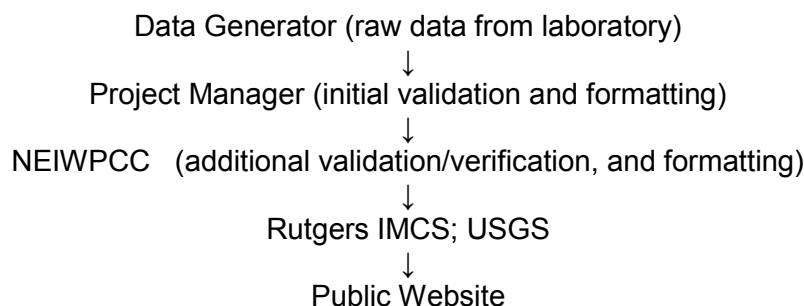 Data Generator (raw data from laboratory)
↓
Project Manager (initial validation and formatting)
↓
NEIWPCC (additional validation/verification, and formatting)
↓
Rutgers IMCS; USGS
↓
Public Website